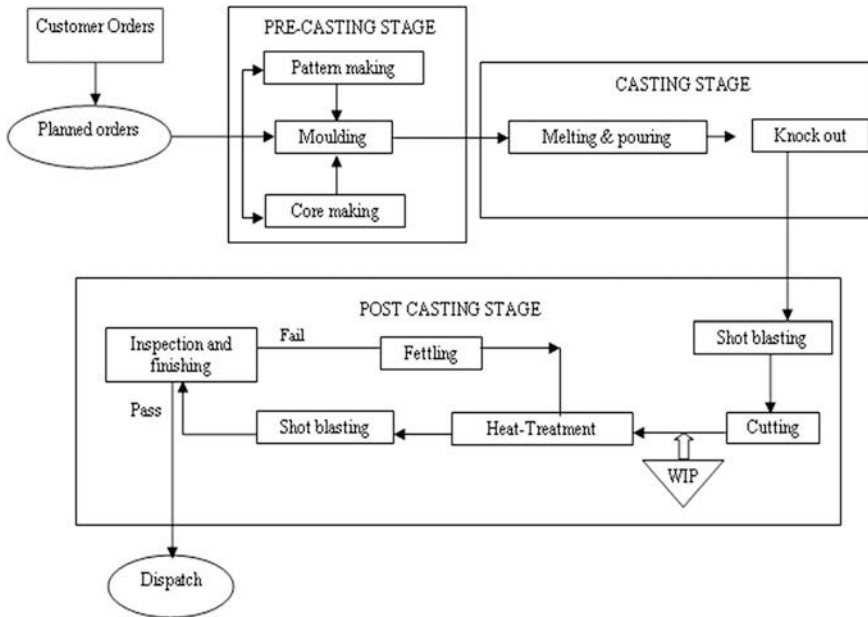 Customer Orders
Planned orders
PRE-CASTING STAGE
Pattern making
Moulding
Core making
CASTING STAGE
Melting & pouring
Knock out
POST CASTING STAGE
Inspection and
finishing
Fail
Fettling
Shot blasting
Pass
Shot blasting
Heat-Treatment
Cutting
WIP
Dispatch